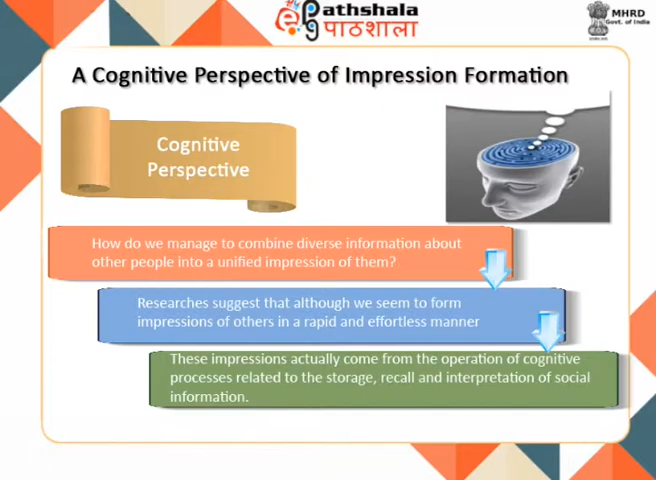 ePathshala
पाठशाला
MHRD
Govt. of India
A Cognitive Perspective of Impression Formation
Cognitive
Perspective
How do we manage to combine diverse information about
other people into a unified impression of them?
Researches suggest that although we seem to form
impressions of others in a rapid and effortless manner
These impressions actually come from the operation of cognitive
processes related to the storage, recall and interpretation of social
information.